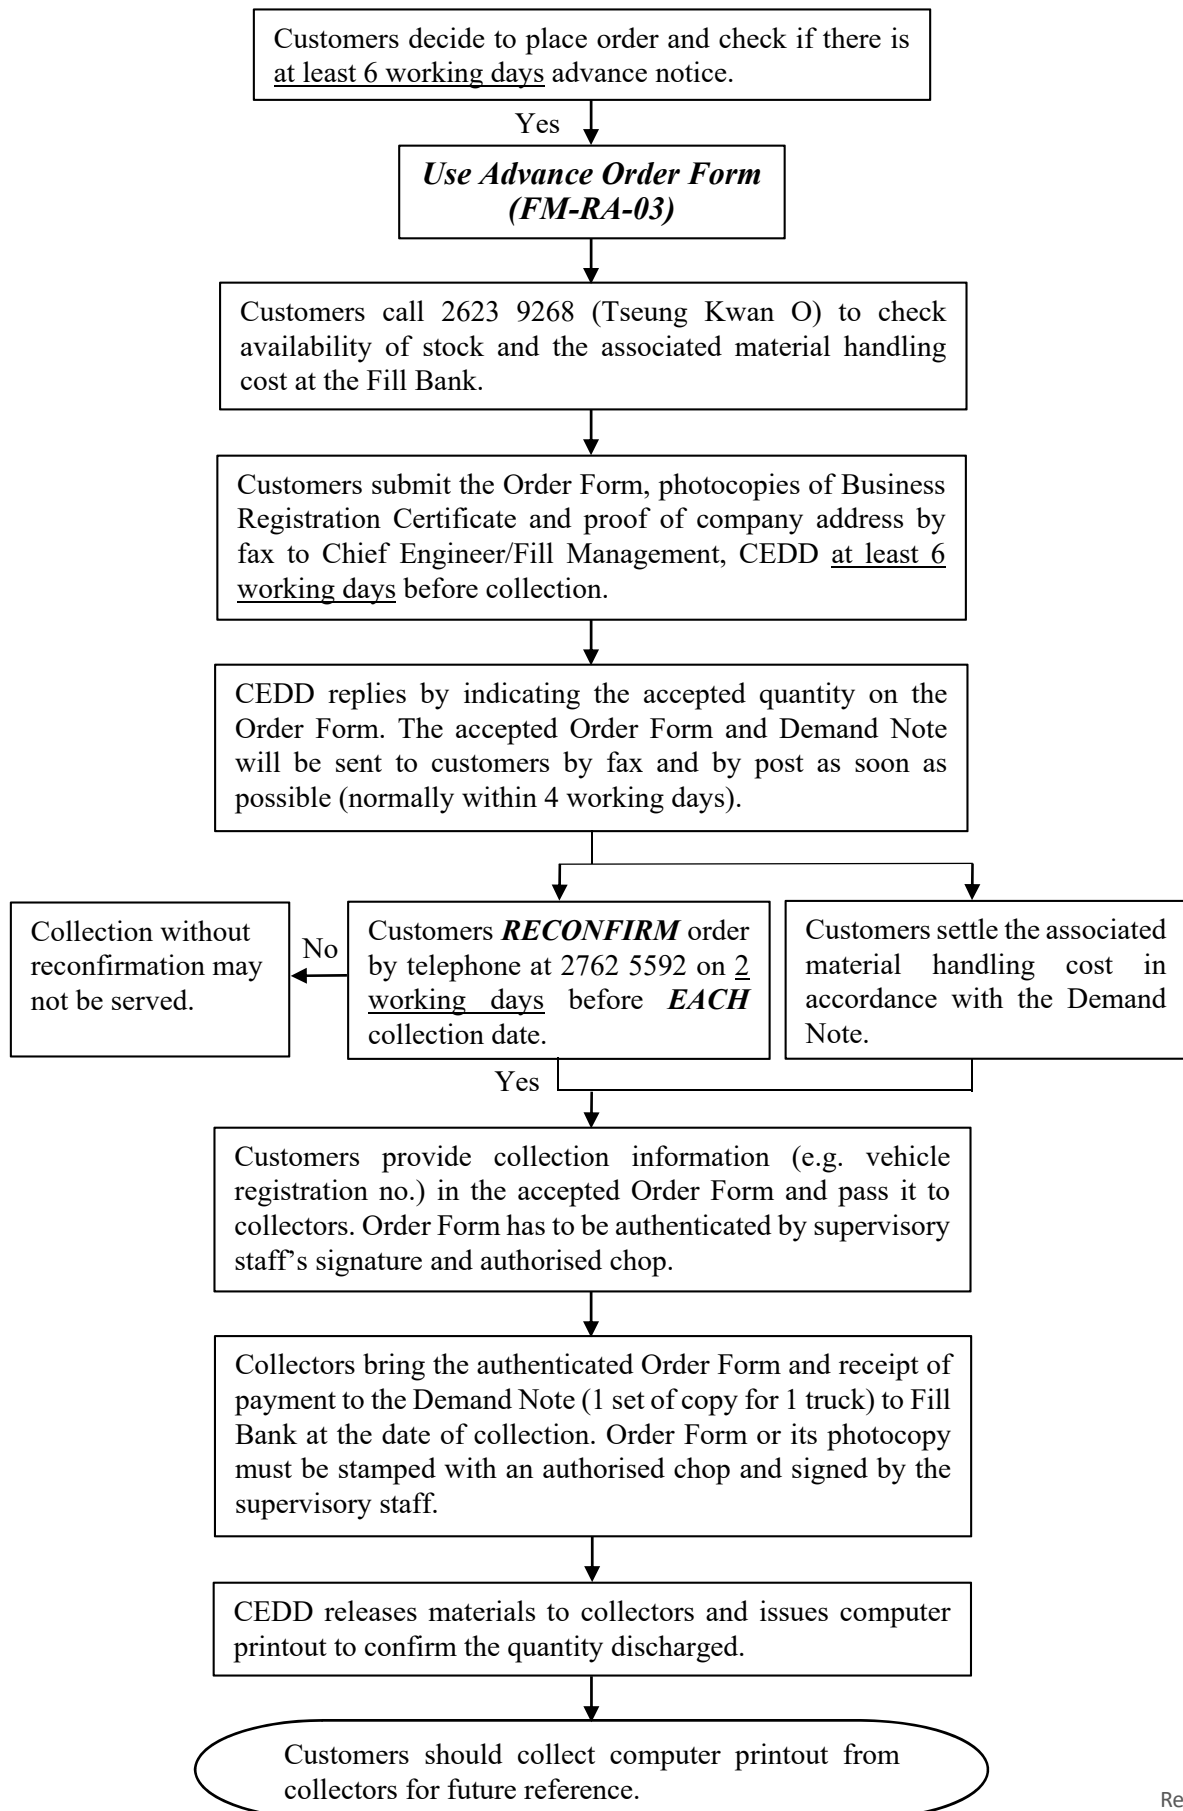 Customers decide to place order and check if there is
at least 6 working days advance notice.
Yes
Use Advance Order Form
(FM-RA-03)
Customers call 2623 9268 (Tseung Kwan O) to check
availability of stock and the associated material handling
cost at the Fill Bank.
Customers submit the Order Form, photocopies of Business
Registration Certificate and proof of company address by
fax to Chief Engineer/Fill Management, CEDD at least 6
working days before collection.
CEDD replies by indicating the accepted quantity on the
Order Form. The accepted Order Form and Demand Note
will be sent to customers by fax and by post as soon as
possible (normally within 4 working days).
Collection without
reconfirmation may
not be served.
No
Customers RECONFIRM order
by telephone at 2762 5592 on 2
working days before EACH
collection date.
Customers settle the associated
material handling cost in
accordance with the Demand
Note.
Yes
Customers provide collection information (e.g. vehicle
registration no.) in the accepted Order Form and pass it to
collectors. Order Form has to be authenticated by supervisory
staff’s signature and authorised chop.
Collectors bring the authenticated Order Form and receipt of
payment to the Demand Note (1 set of copy for 1 truck) to Fill
Bank at the date of collection. Order Form or its photocopy
must be stamped with an authorised chop and signed by the
supervisory staff.
CEDD releases materials to collectors and issues computer
printout to confirm the quantity discharged.
Customers should collect computer printout from
collectors for future reference.
Re